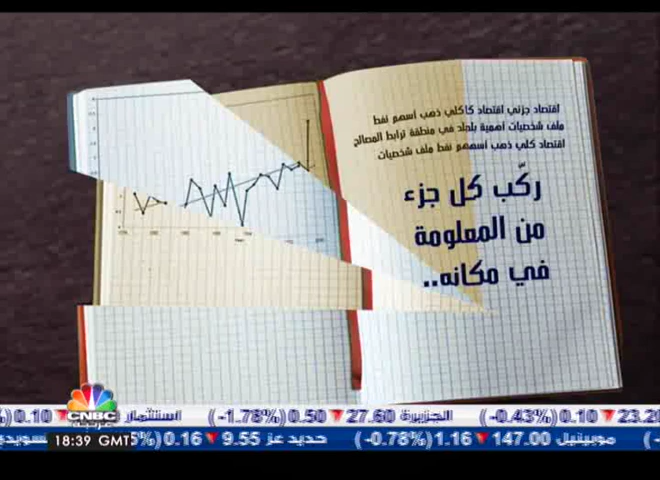 اقتصاد جزئي اقتصاد كاكلي ذهب أسهم نفط
ملف شخصيات أهمية بلد في منطقة ترابط المصالح
اقتصاد كلي ذهب أسههم نفط ملف شخصيات
ركّب كل جزء
من المعلومة
في مكانه..
CNBC
عربية
23.20 ▼ 0.10 (-0.43%) الجزيرة 27.60 ▼ 0.50 (-1.78%) استثمار ▼ 0.10
18:39 GMT
موبينيل 147.00 ▼ 1.16 (-0.78%) حديد عز 9.55 ▼ 0.16